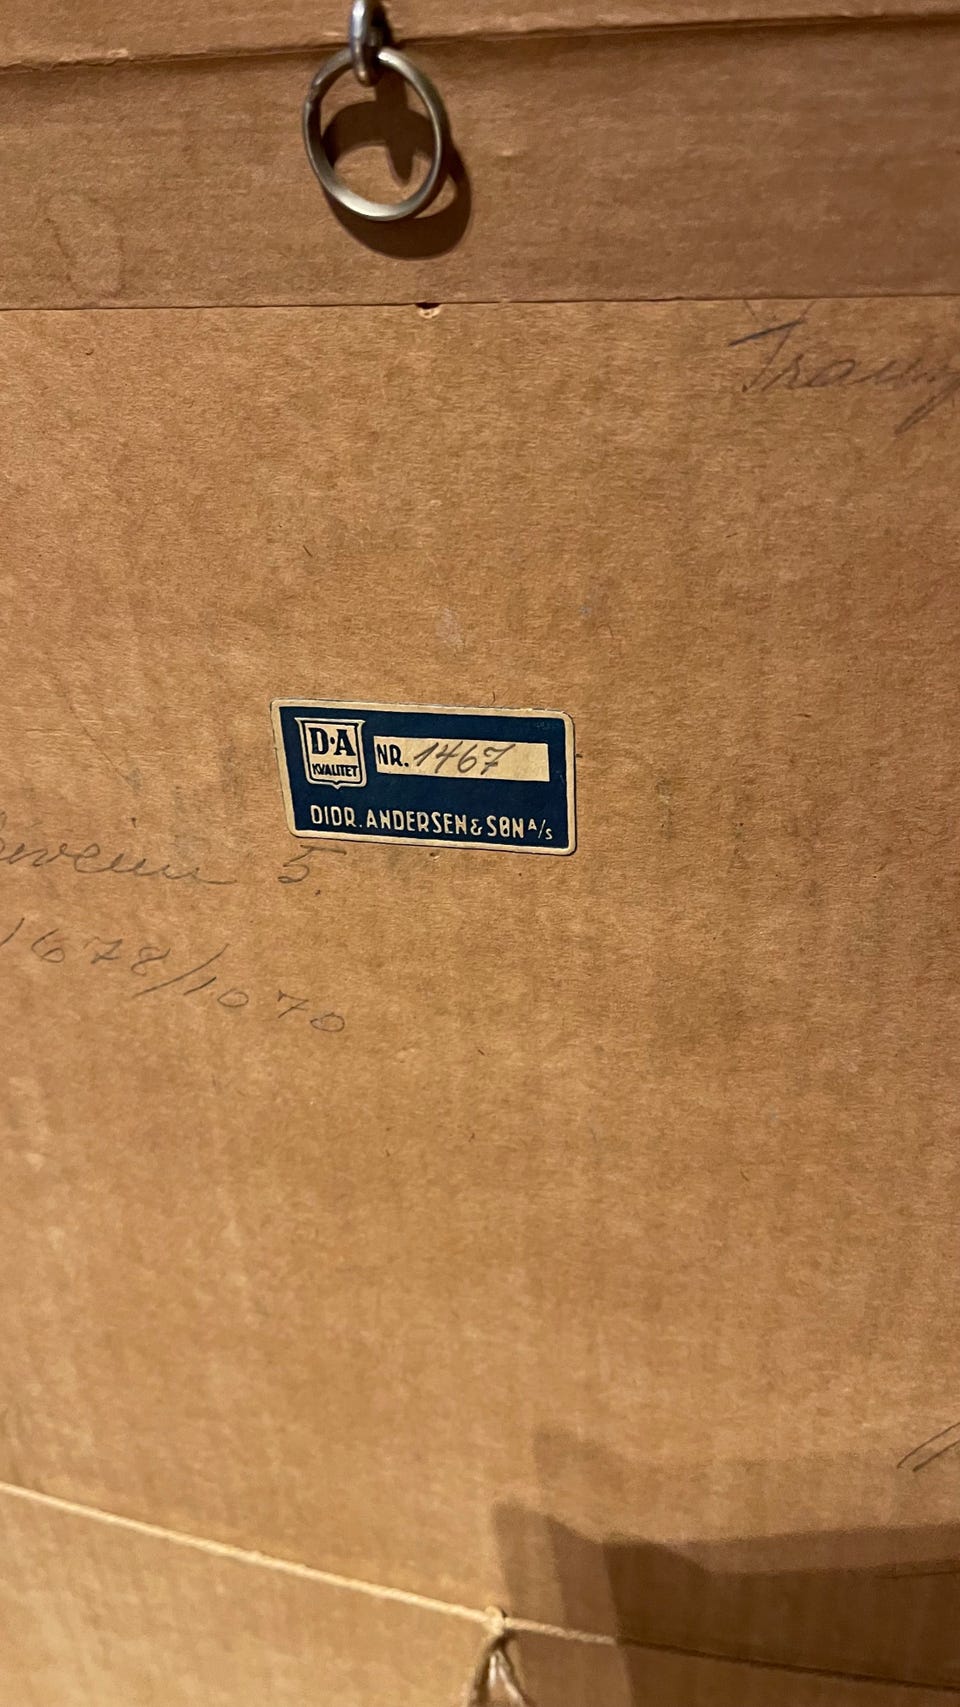 D·A
KVALITET
NR. 1467
DIDR. ANDERSEN & SØN A/S
5.
1678/1070